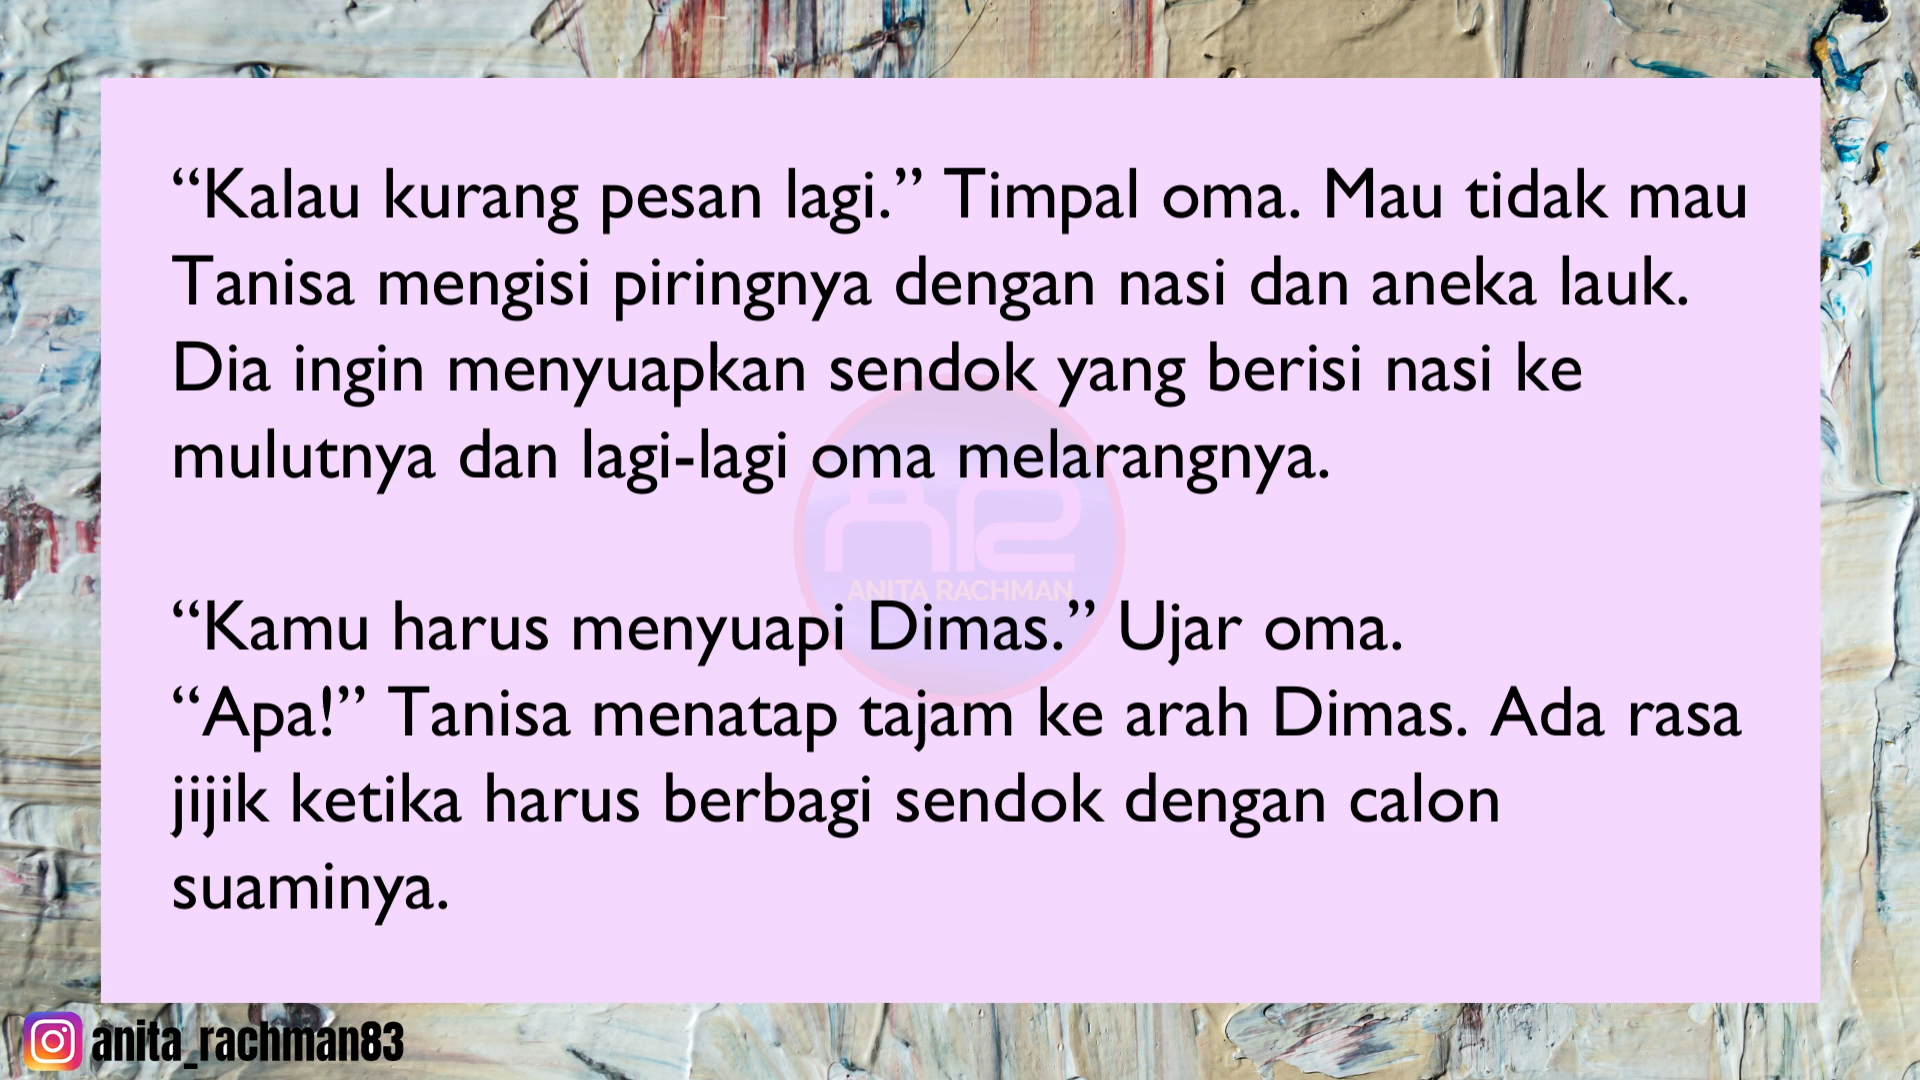 “Kalau kurang pesan lagi.” Timpal oma. Mau tidak mau
Tanisa mengisi piringnya dengan nasi dan aneka lauk.
Dia ingin menyuapkan sendok yang berisi nasi ke
mulutnya dan lagi-lagi oma melarangnya.
AR
ANITA RACHMAN
“Kamu harus menyuapi Dimas.” Ujar oma.
“Apa!” Tanisa menatap tajam ke arah Dimas. Ada rasa
jijik ketika harus berbagi sendok dengan calon
suaminya.
anita_rachman83